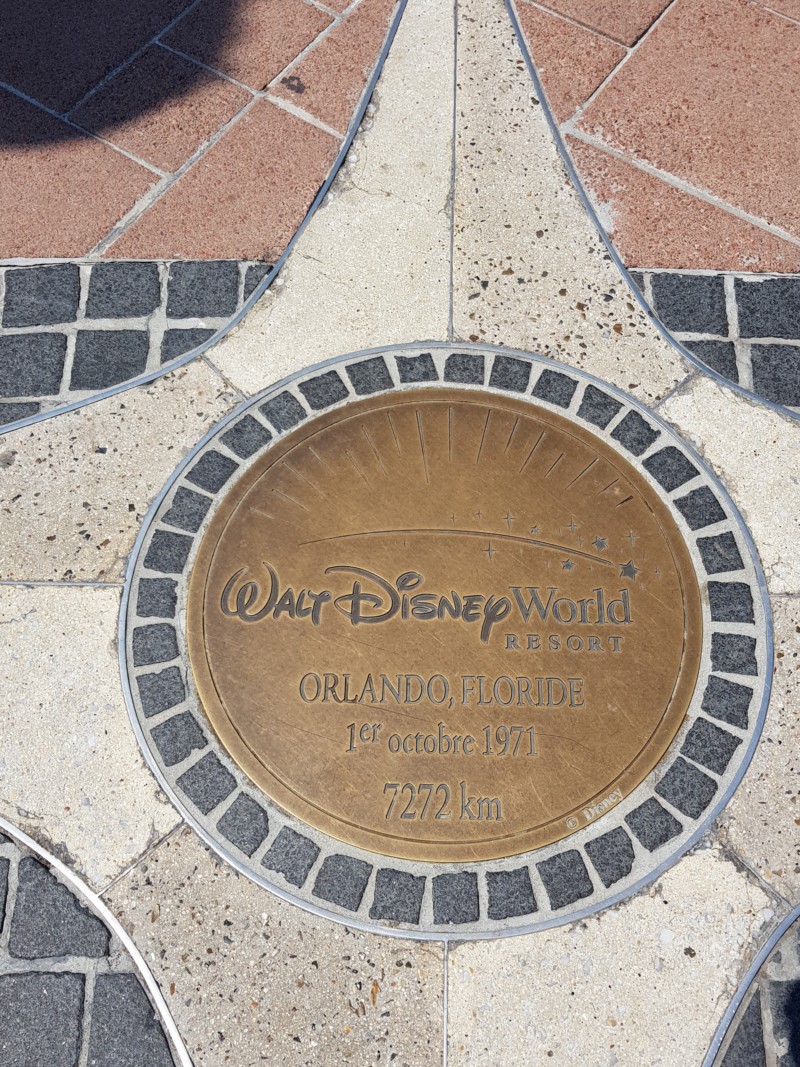 Walt Disney World
RESORT
ORLANDO, FLORIDE
1er octobre 1971
7272 km
© Disney